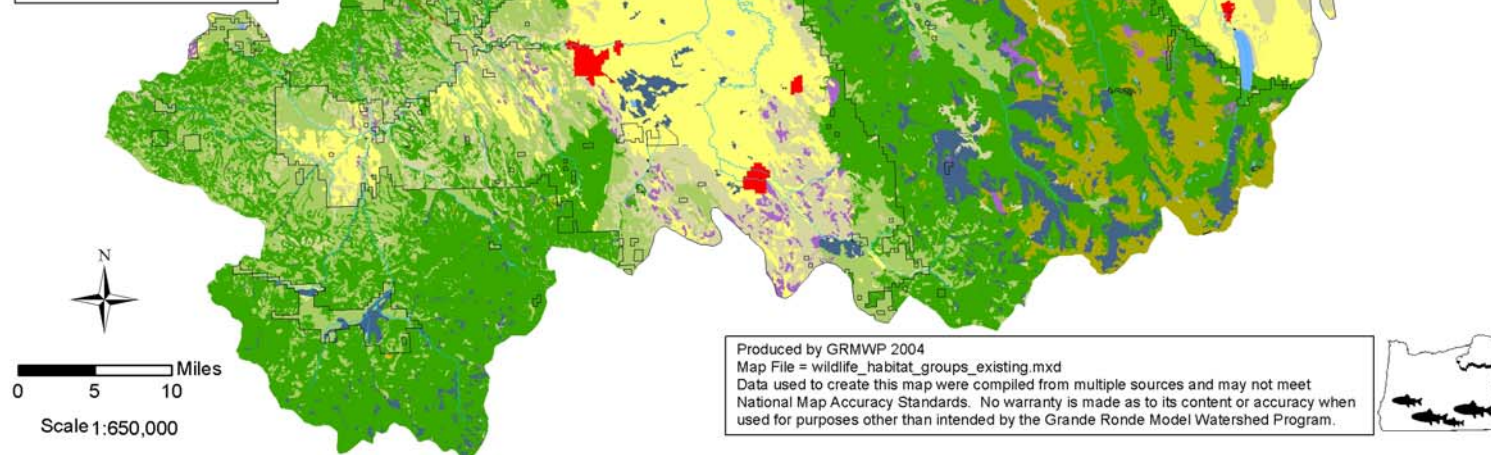 N
Miles
0 5 10
Scale 1:650,000
Produced by GRMWP 2004
Map File = wildlife_habitat_groups_existing.mxd
Data used to create this map were compiled from multiple sources and may not meet
National Map Accuracy Standards. No warranty is made as to its content or accuracy when
used for purposes other than intended by the Grande Ronde Model Watershed Program.